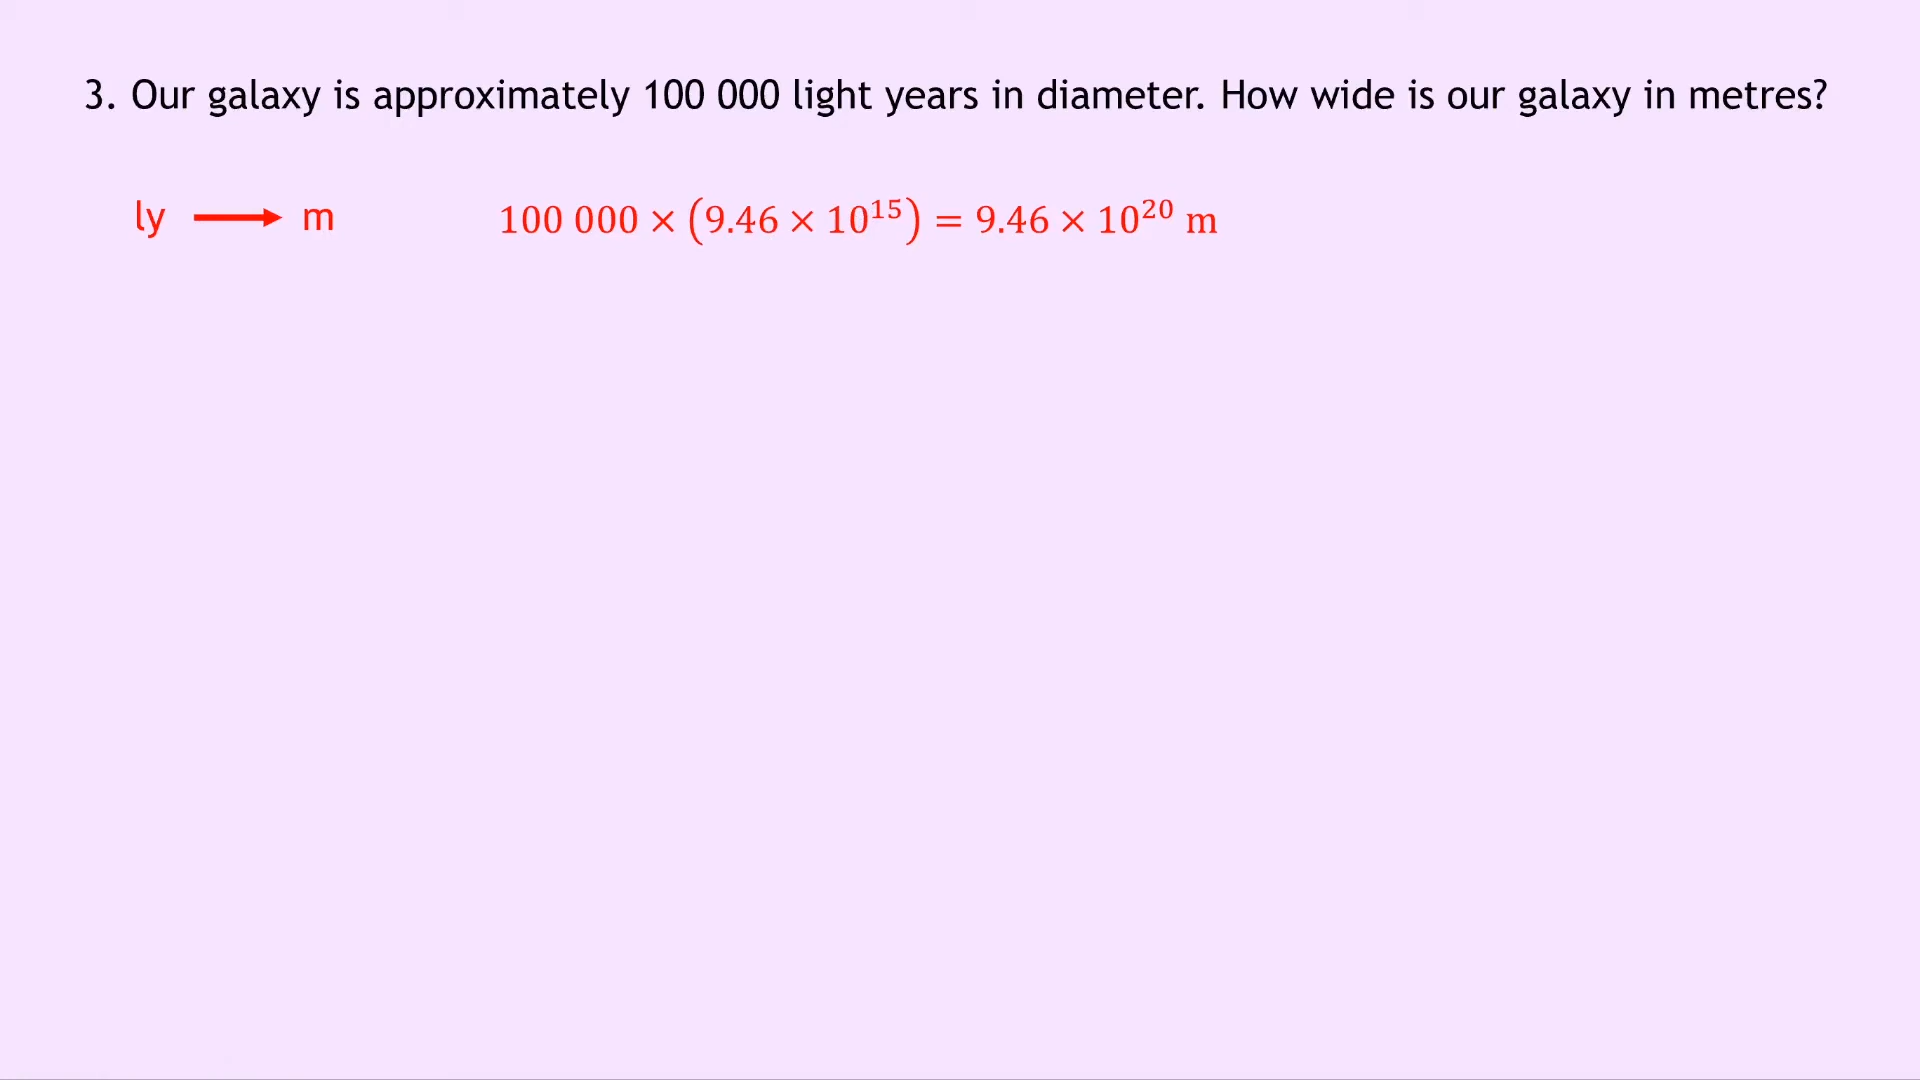 3. Our galaxy is approximately 100 000 light years in diameter. How wide is our galaxy in metres?
ly ⟶ m 100 000 × (9.46 × 10¹⁵) = 9.46 × 10²⁰ m